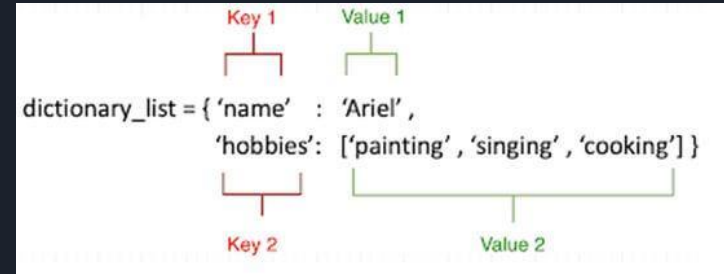 Key 1 Value 1
dictionary_list = { ‘name’ : ‘Ariel’ ,
‘hobbies’: [‘painting’ , ‘singing’ , ‘cooking’] }
Key 2 Value 2